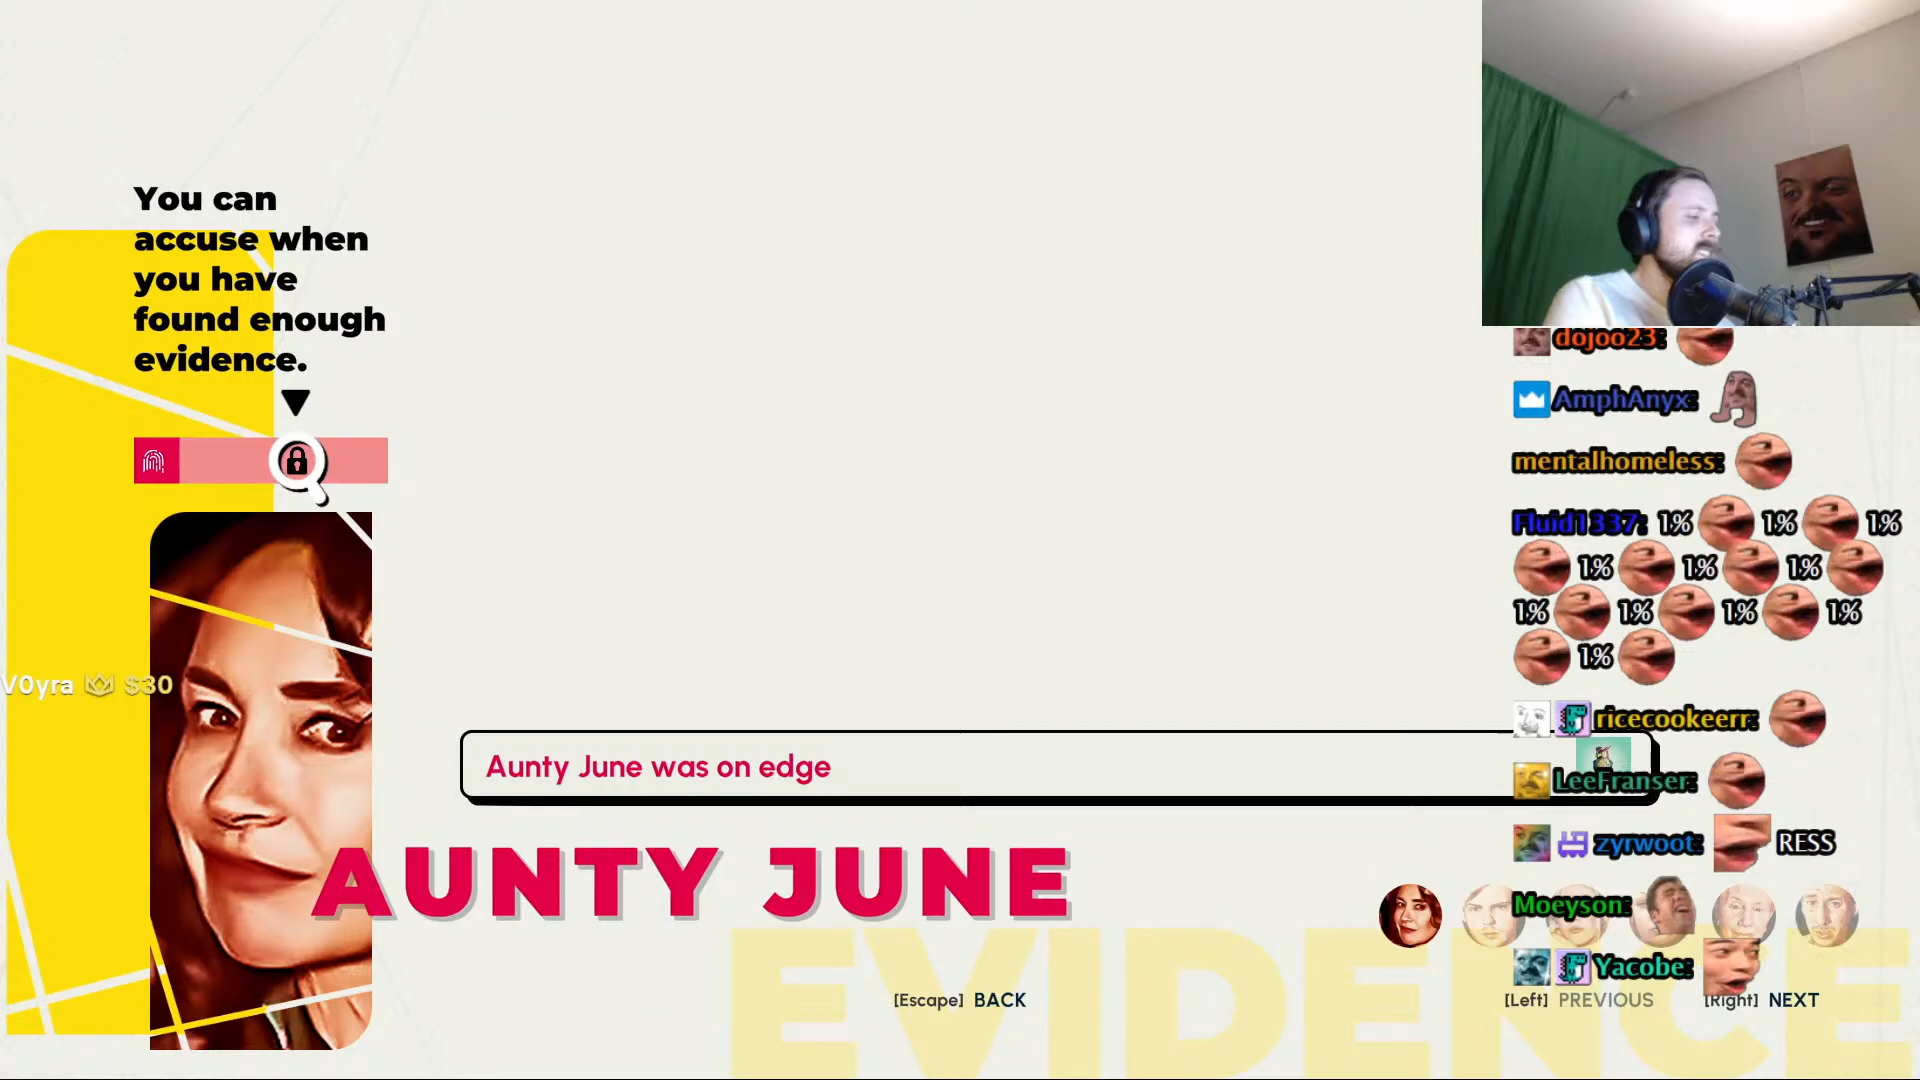 You can
accuse when
you have
found enough
evidence.
V0yra $30
Aunty June was on edge
AUNTY JUNE
EVIDENCE
[Escape] BACK
[Left] PREVIOUS
[Right] NEXT
dojoo23:
AmphAnyx:
mentalhomeless:
Fluid1337: 1% 1% 1%
1% 1% 1%
1% 1% 1% 1%
1%
ricecookeerr:
LeeFranser:
zyrwoot: RESS
Moeyson:
Yacobe: